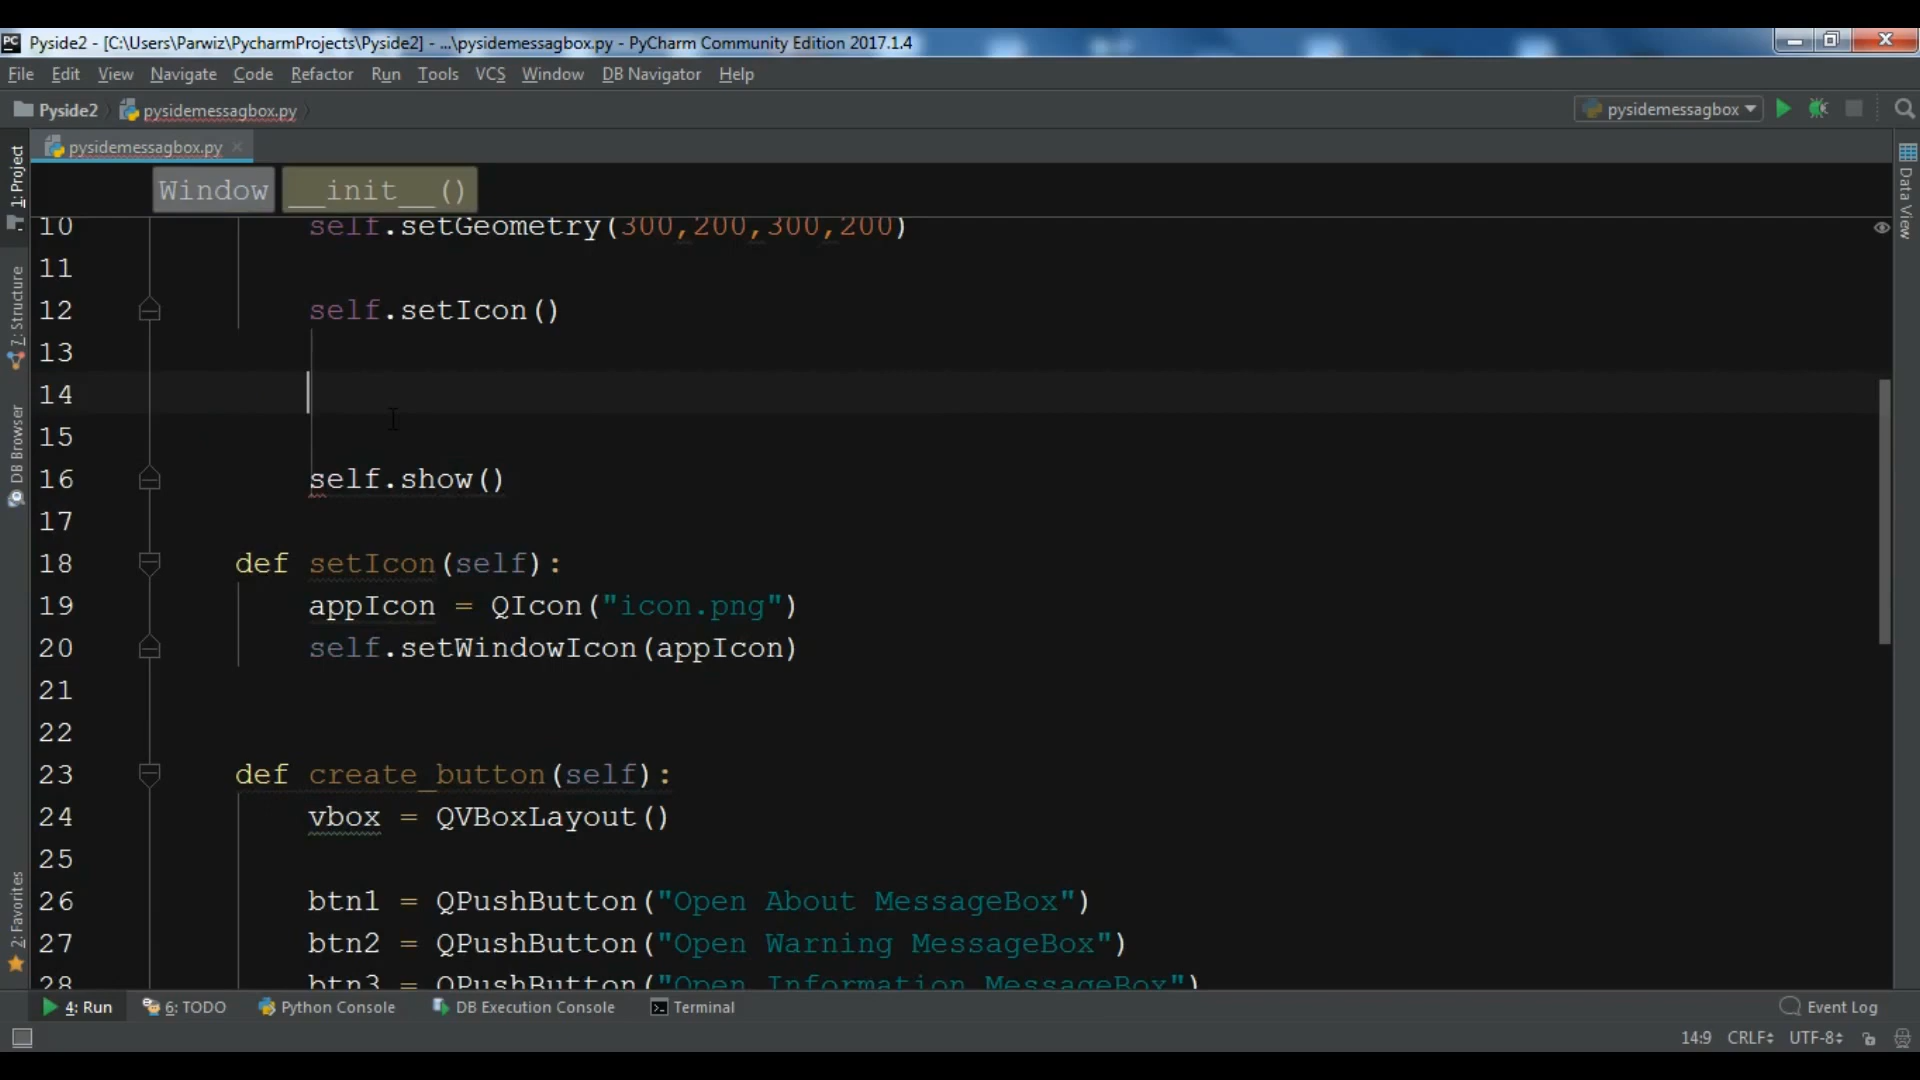 Pyside2 - [C:\Users\Parwiz\PycharmProjects\Pyside2] - ...\pysidemessagbox.py - PyCharm Community Edition 2017.1.4
File Edit View Navigate Code Refactor Run Tools VCS Window DB Navigator Help
Pyside2 pysidemessagbox.py pysidemessagbox
pysidemessagbox.py
Window __init__()
10 self.setGeometry(300,200,300,200)
11
12 self.setIcon()
13
14
15
16 self.show()
17
18 def setIcon(self):
19 appIcon = QIcon("icon.png")
20 self.setWindowIcon(appIcon)
21
22
23 def create_button(self):
24 vbox = QVBoxLayout()
25
26 btn1 = QPushButton("Open About MessageBox")
27 btn2 = QPushButton("Open Warning MessageBox")
28 btn3 = QPushButton("Open Information MessageBox")
1: Project
7: Structure
DB Browser
2: Favorites
Data View
4: Run 6: TODO Python Console DB Execution Console Terminal Event Log
14:9 CRLF UTF-8